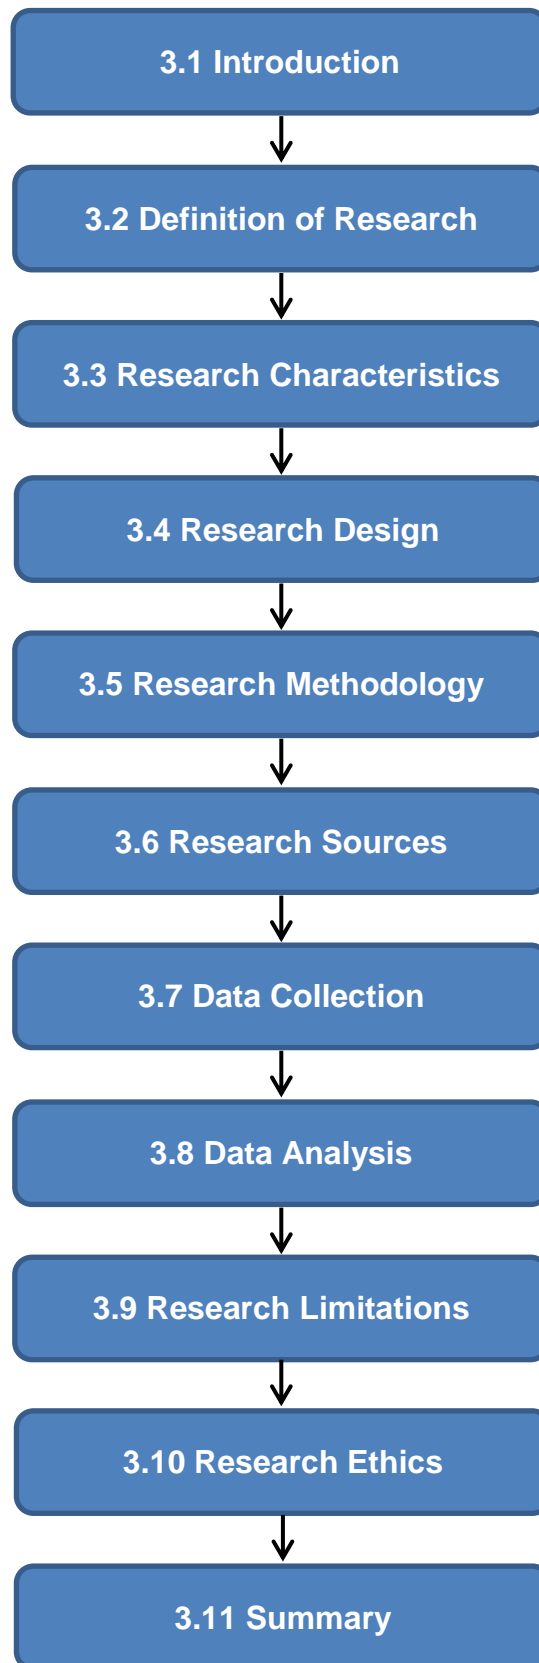 3.1 Introduction
3.2 Definition of Research
3.3 Research Characteristics
3.4 Research Design
3.5 Research Methodology
3.6 Research Sources
3.7 Data Collection
3.8 Data Analysis
3.9 Research Limitations
3.10 Research Ethics
3.11 Summary